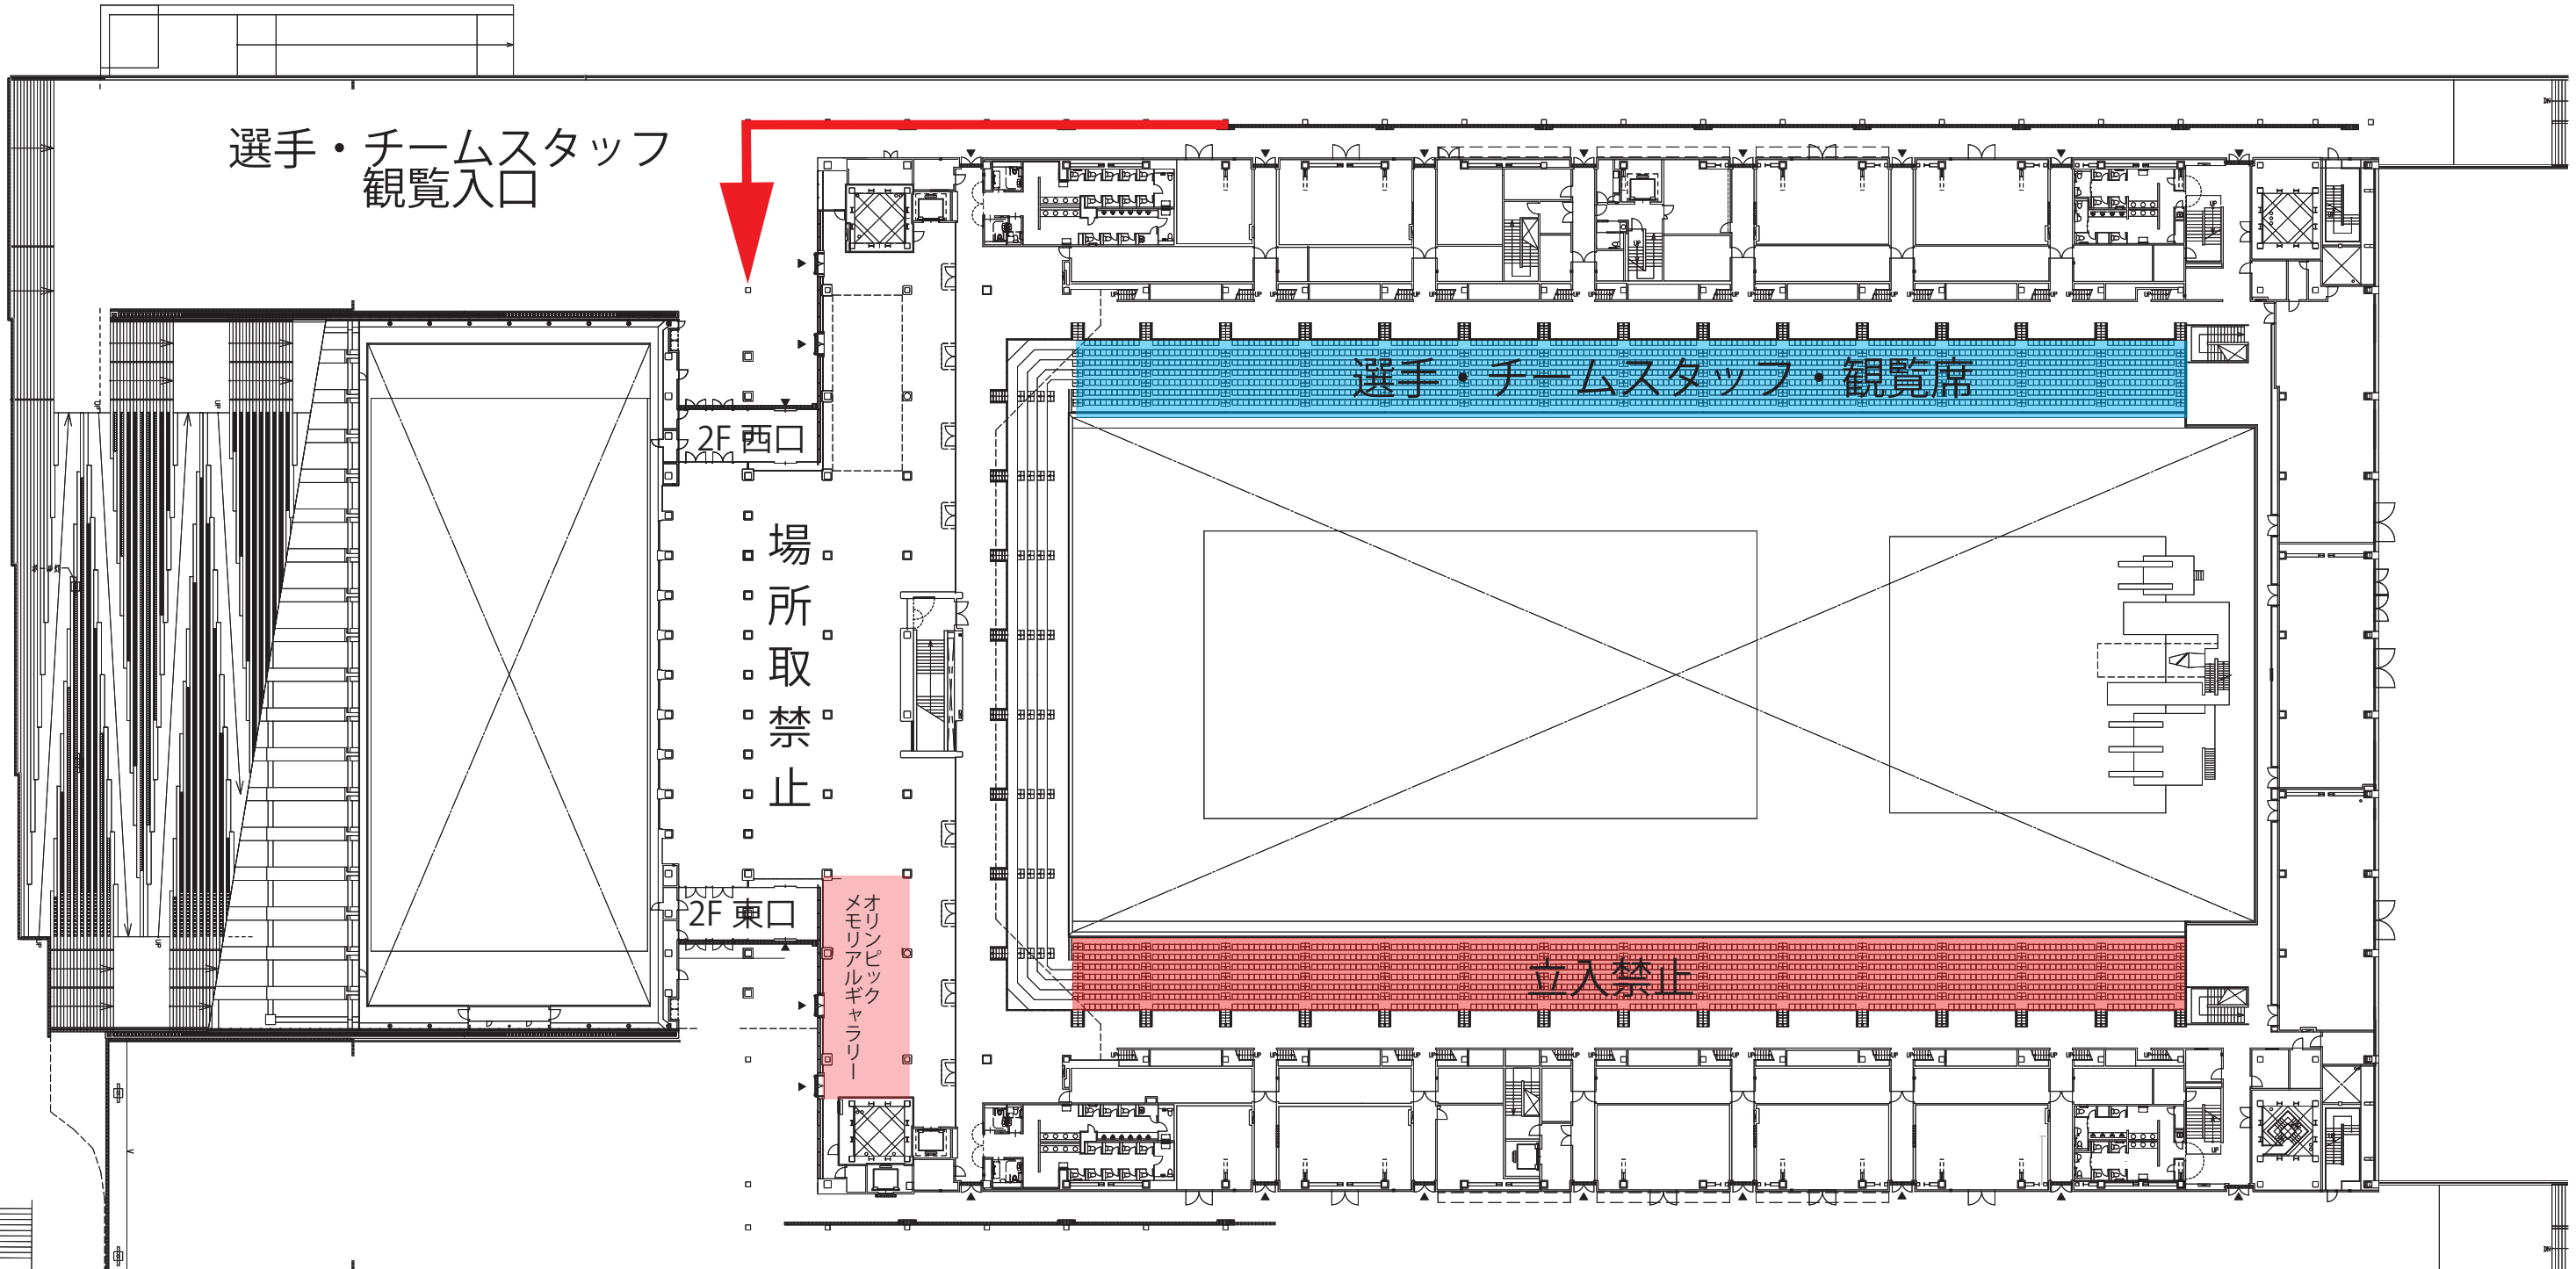 選手・チームスタッフ
観覧入口
選手・チームスタッフ・観覧席
2F 西口
場所取禁止
2F 東口
オリンピック
メモリアルギャラリー
立入禁止